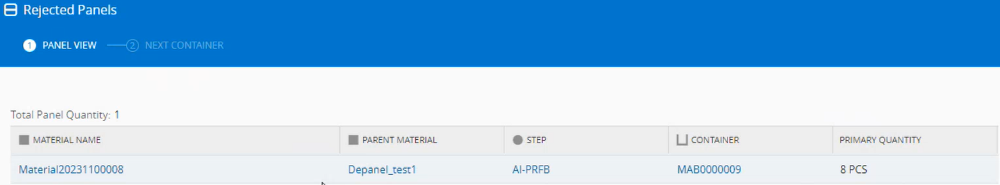 Rejected Panels
1 PANEL VIEW 2 NEXT CONTAINER
Total Panel Quantity: 1
MATERIAL NAME PARENT MATERIAL STEP CONTAINER PRIMARY QUANTITY
Material20231100008 Depanel_test1 AI-PRFB MAB0000009 8 PCS